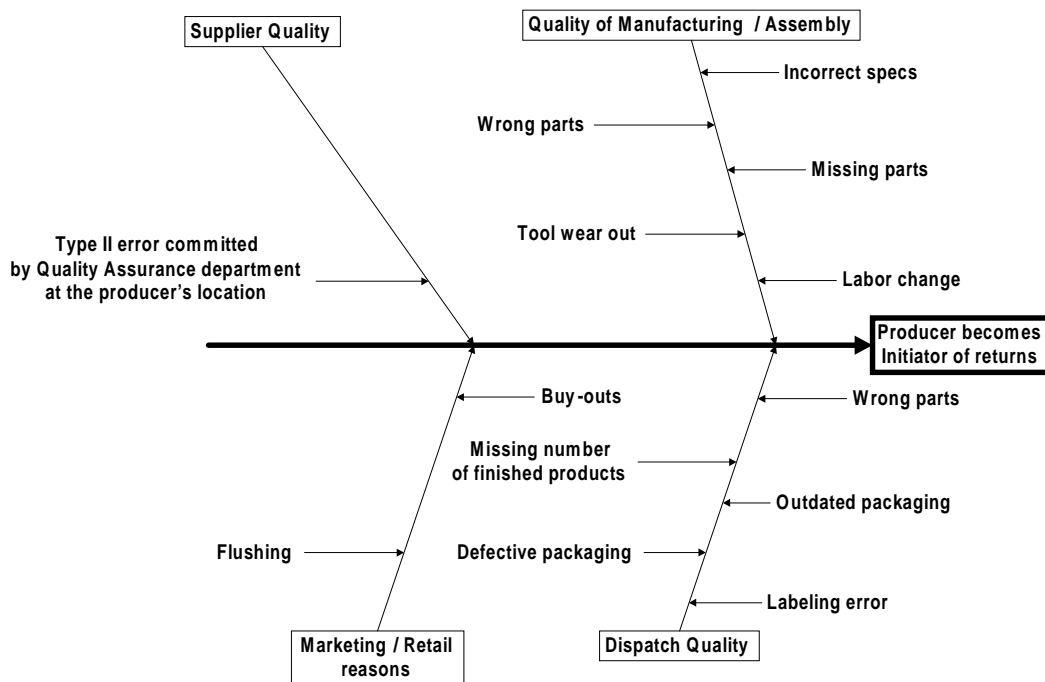 Supplier Quality
Quality of Manufacturing / Assembly
Incorrect specs
Wrong parts
Missing parts
Tool wear out
Type II error committed
by Quality Assurance department
at the producer's location
Labor change
Producer becomes
Initiator of returns
Buy-outs
Wrong parts
Missing number
of finished products
Outdated packaging
Flushing
Defective packaging
Labeling error
Marketing / Retail
reasons
Dispatch Quality